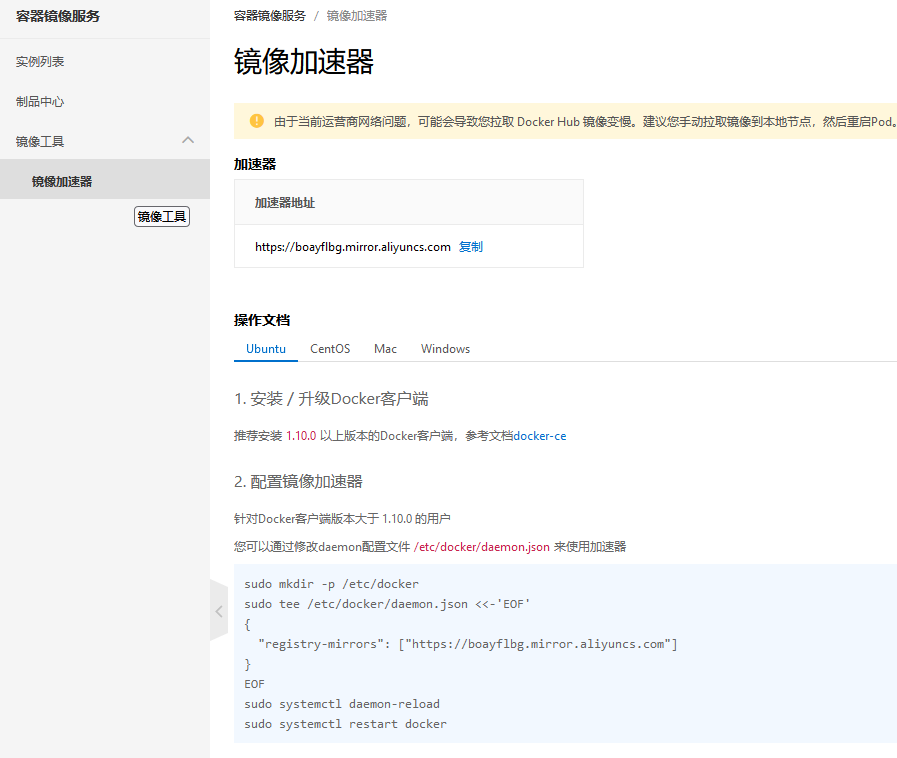 容器镜像服务
实例列表
制品中心
镜像工具
镜像加速器
镜像工具
容器镜像服务 / 镜像加速器
镜像加速器
由于当前运营商网络问题，可能会导致您拉取 Docker Hub 镜像变慢。建议您手动拉取镜像到本地节点，然后重启Pod。
加速器
加速器地址
https://boayflbg.mirror.aliyuncs.com 复制
操作文档
Ubuntu CentOS Mac Windows
1. 安装 / 升级Docker客户端
推荐安装 1.10.0 以上版本的Docker客户端，参考文档docker-ce
2. 配置镜像加速器
针对Docker客户端版本大于 1.10.0 的用户
您可以通过修改daemon配置文件 /etc/docker/daemon.json 来使用加速器
sudo mkdir -p /etc/docker
sudo tee /etc/docker/daemon.json <<-'EOF'
{
  "registry-mirrors": ["https://boayflbg.mirror.aliyuncs.com"]
}
EOF
sudo systemctl daemon-reload
sudo systemctl restart docker